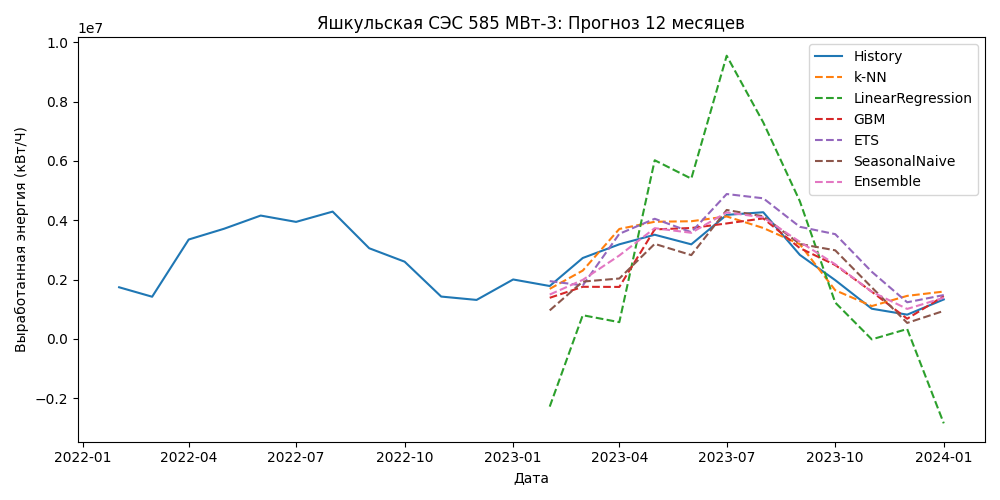 Яшкульская СЭС 585 МВт-3: Прогноз 12 месяцев
1e7
1.0
0.8
0.6
0.4
0.2
0.0
−0.2
Выработанная энергия (кВт/Ч)
2022-01
2022-04
2022-07
2022-10
2023-01
2023-04
2023-07
2023-10
2024-01
Дата
History
k-NN
LinearRegression
GBM
ETS
SeasonalNaive
Ensemble